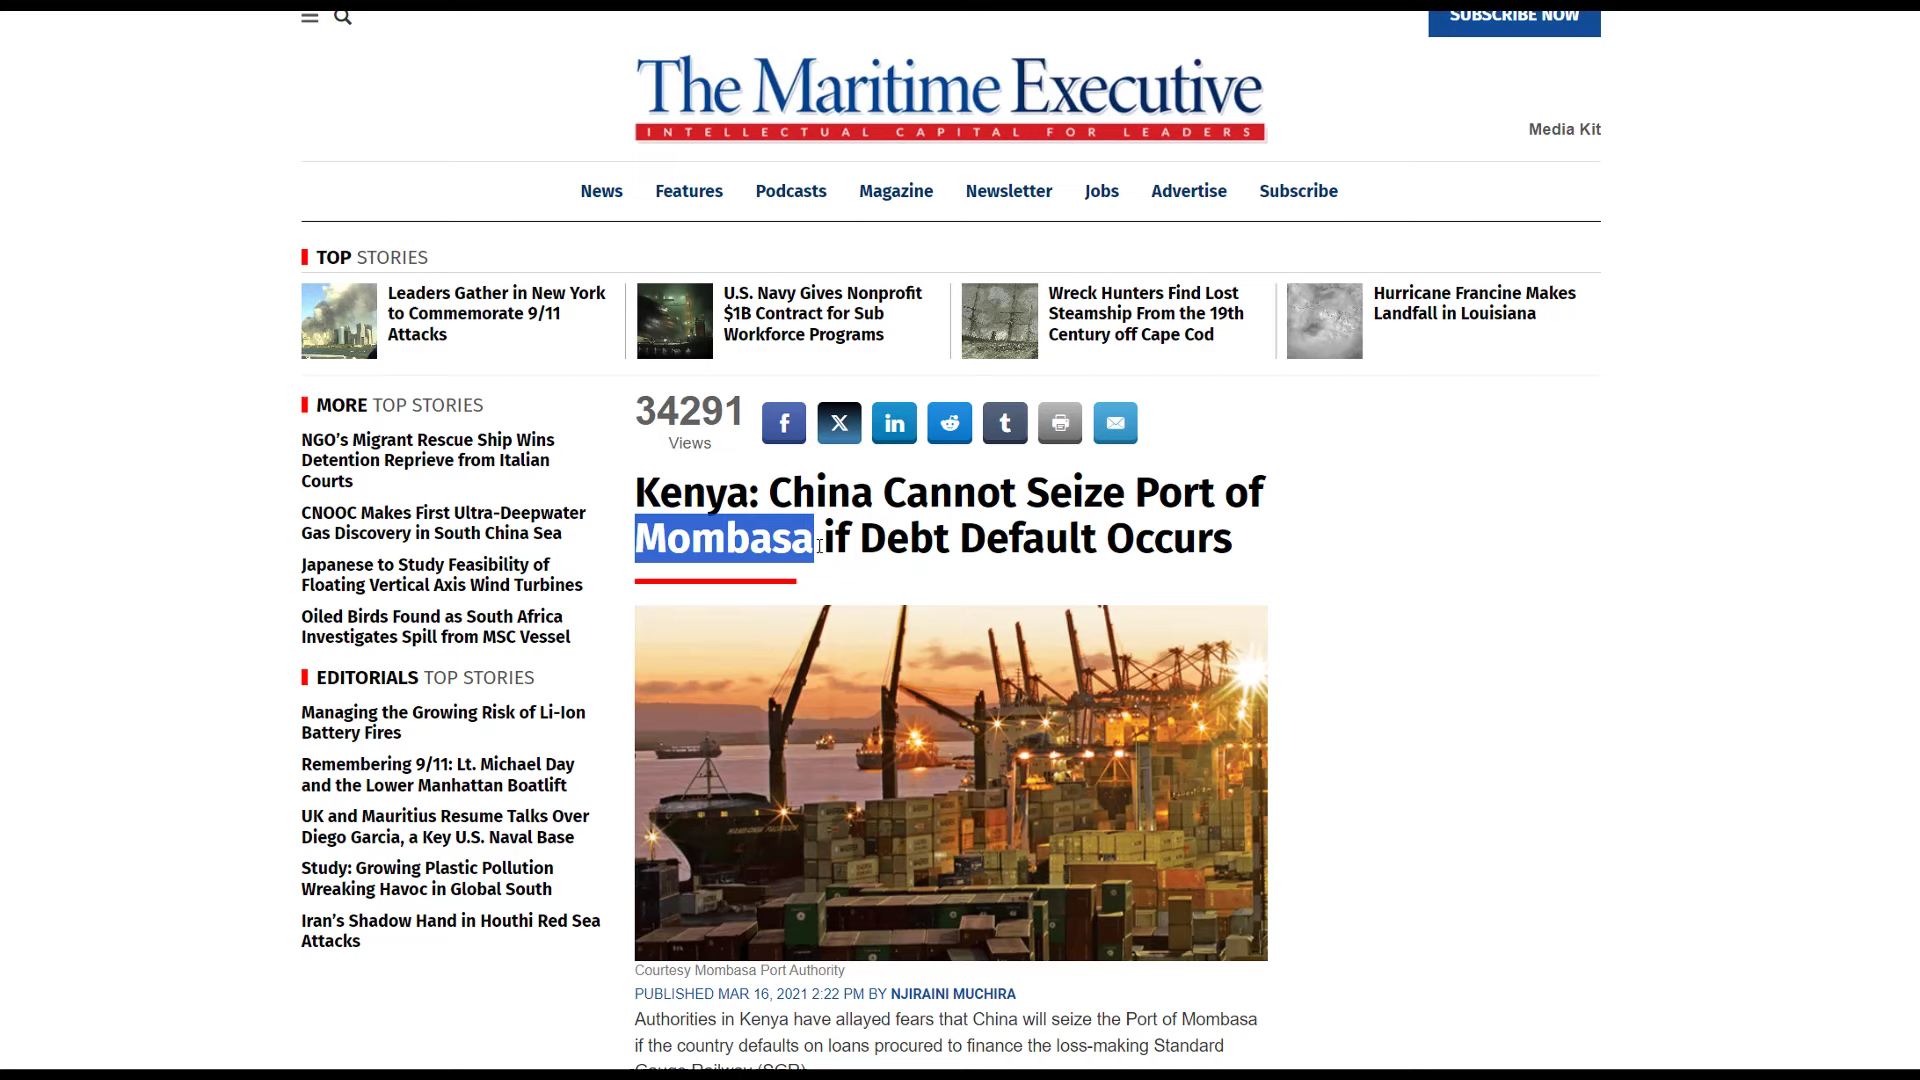 SUBSCRIBE NOW
The Maritime Executive
INTELLECTUAL CAPITAL FOR LEADERS
Media Kit
News Features Podcasts Magazine Newsletter Jobs Advertise Subscribe
TOP STORIES
Leaders Gather in New York
to Commemorate 9/11
Attacks
U.S. Navy Gives Nonprofit
$1B Contract for Sub
Workforce Programs
Wreck Hunters Find Lost
Steamship From the 19th
Century off Cape Cod
Hurricane Francine Makes
Landfall in Louisiana
MORE TOP STORIES
NGO’s Migrant Rescue Ship Wins
Detention Reprieve from Italian
Courts
CNOOC Makes First Ultra-Deepwater
Gas Discovery in South China Sea
Japanese to Study Feasibility of
Floating Vertical Axis Wind Turbines
Oiled Birds Found as South Africa
Investigates Spill from MSC Vessel
EDITORIALS TOP STORIES
Managing the Growing Risk of Li-Ion
Battery Fires
Remembering 9/11: Lt. Michael Day
and the Lower Manhattan Boatlift
UK and Mauritius Resume Talks Over
Diego Garcia, a Key U.S. Naval Base
Study: Growing Plastic Pollution
Wreaking Havoc in Global South
Iran’s Shadow Hand in Houthi Red Sea
Attacks
34291
Views
Kenya: China Cannot Seize Port of
Mombasa if Debt Default Occurs
Courtesy Mombasa Port Authority
PUBLISHED MAR 16, 2021 2:22 PM BY NJIRAINI MUCHIRA
Authorities in Kenya have allayed fears that China will seize the Port of Mombasa
if the country defaults on loans procured to finance the loss-making Standard
Gauge Railway (SGR).